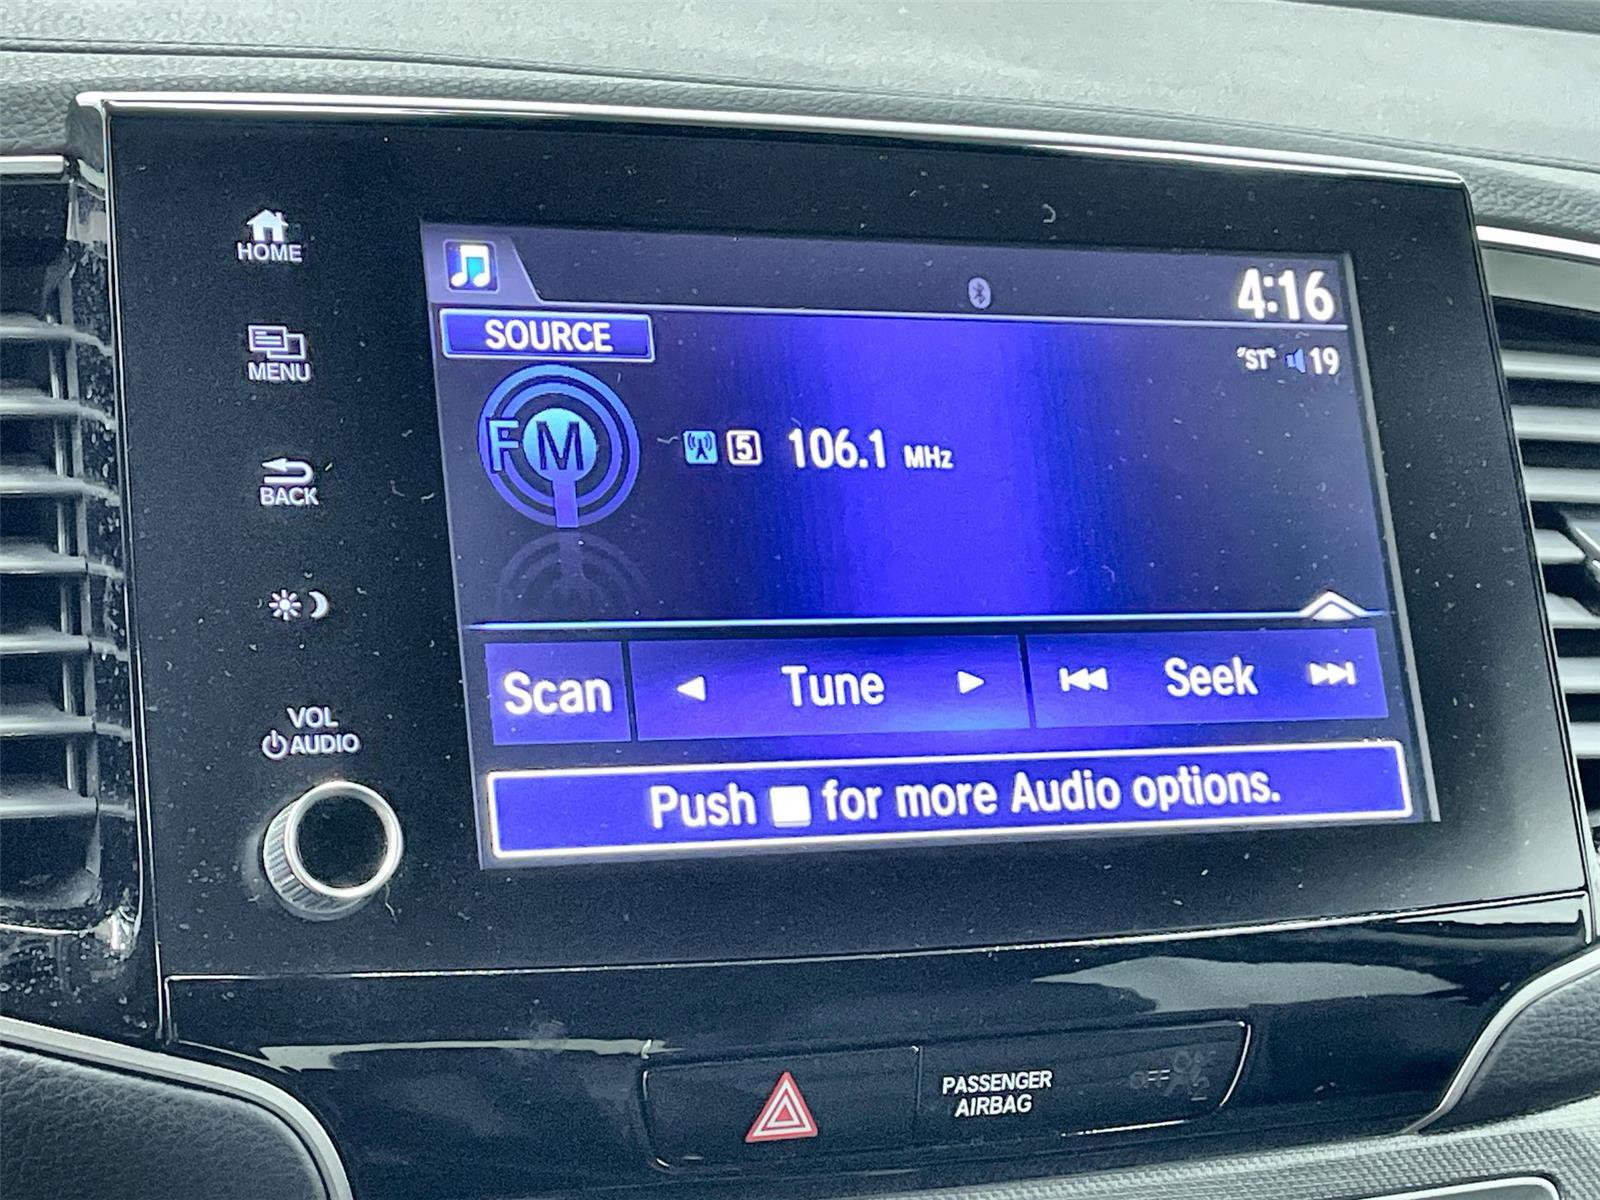 HOME
MENU
BACK
VOL
AUDIO
4:16
SOURCE
"ST" 19
FM
5 106.1 MHz
Scan Tune Seek
Push for more Audio options.
PASSENGER
AIRBAG
OFF